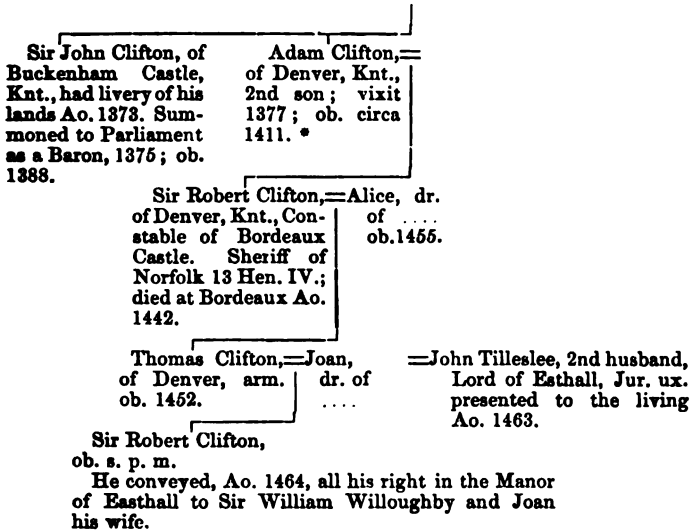 Sir John Clifton, of
Buckenham Castle,
Knt., had livery of his
lands Ao. 1373. Sum-
moned to Parliament
as a Baron, 1375; ob.
1388.
Adam Clifton,=
of Denver, Knt.,
2nd son; vixit
1377; ob. circa
1411. *
Sir Robert Clifton,=Alice, dr.
of Denver, Knt., Con-
stable of Bordeaux
Castle. Sheriff of
Norfolk 13 Hen. IV.;
died at Bordeaux Ao.
1442.
of ....
ob. 1455.
Thomas Clifton,=Joan,
of Denver, arm.
ob. 1452.
dr. of
....
=John Tilleslee, 2nd husband,
Lord of Esthall, Jur. ux.
presented to the living
Ao. 1463.
Sir Robert Clifton,
ob. s. p. m.
He conveyed, Ao. 1464, all his right in the Manor
of Easthall to Sir William Willoughby and Joan
his wife.